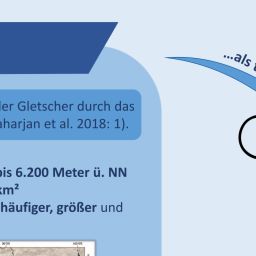 ...als
der Gletscher durch das
aharjan et al. 2018: 1).
bis 6.200 Meter ü. NN
km²
häufiger, größer und